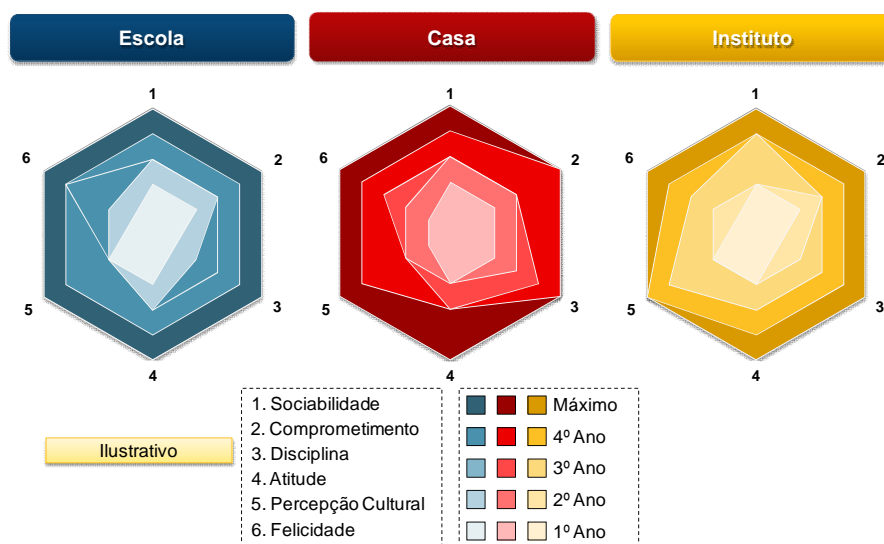 Escola
Casa
Instituto
1
1
1
6
2
6
2
6
2
5
3
5
3
5
3
4
4
4
1. Sociabilidade
2. Comprometimento
3. Disciplina
4. Atitude
5. Percepção Cultural
6. Felicidade
Máximo
4º Ano
3º Ano
2º Ano
1º Ano
Ilustrativo